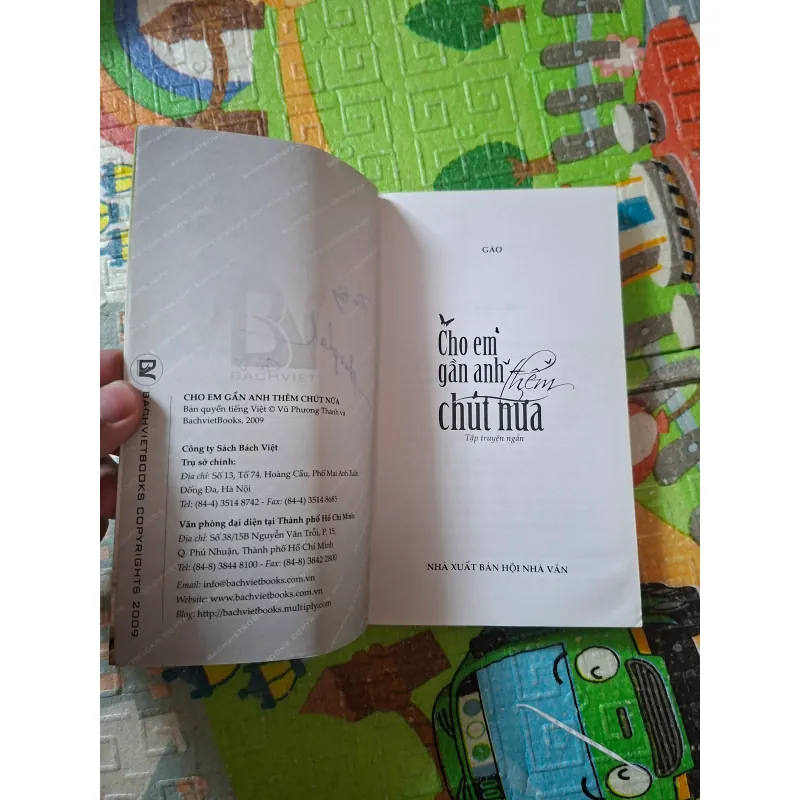 BV
BACHVIET
CHO EM GẦN ANH THÊM CHÚT NỮA
Bản quyền tiếng Việt © Vũ Phương Thanh và
BachvietBooks, 2009
Công ty Sách Bách Việt
Trụ sở chính:
Địa chỉ: Số 13, Tổ 74, Hoàng Cầu, Phố Mai Anh Tuấn,
Đống Đa, Hà Nội
Tel: (84-4) 3514 8742 - Fax: (84-4) 3514 8685
Văn phòng đại diện tại Thành phố Hồ Chí Minh
Địa chỉ: Số 38/15B Nguyễn Văn Trỗi, P. 15,
Q. Phú Nhuận, Thành phố Hồ Chí Minh
Tel: (84-8) 3844 8100 - Fax: (84-8) 3842 2800
Email: info@bachvietbooks.com.vn
Website: www.bachvietbooks.com.vn
Blog: http://bachvietbooks.multiply.com
BV BACHVIETBOOKS COPYRIGHTS 2009
GÀO
Cho em
gần anh thêm
chút nữa
Tập truyện ngắn
NHÀ XUẤT BẢN HỘI NHÀ VĂN